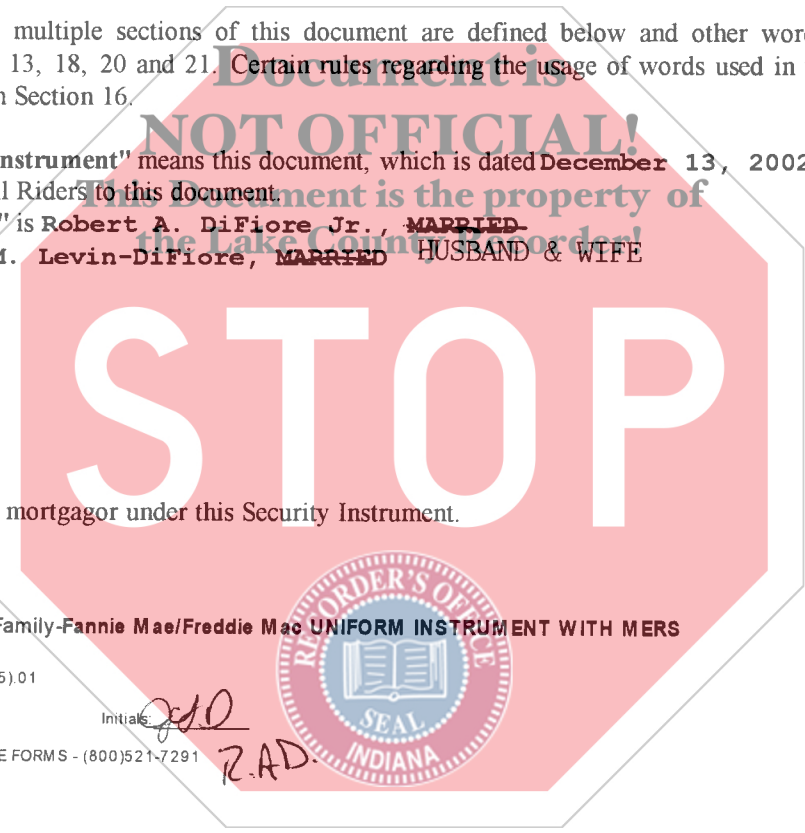 multiple sections of this document are defined below and other wor
Document is
13, 18, 20 and 21. Certain rules regarding the usage of words used in
n Section 16.
NOT OFFICIAL!
nstrument" means this document, which is dated December 13, 2002
This Document is the property of
l Riders to this document.
" is Robert A. DiFiore Jr., MARRIED
the Lake County Recorder!
M. Levin-DiFiore, MARRIED HUSBAND & WIFE
STOP
mortgagor under this Security Instrument.
RECORDER'S OFFICE
Family-Fannie Mae/Freddie Mac UNIFORM INSTRUMENT WITH MERS
5).01
Initials:
SEAL
E FORMS - (800)521-7291 R.AD.
INDIANA